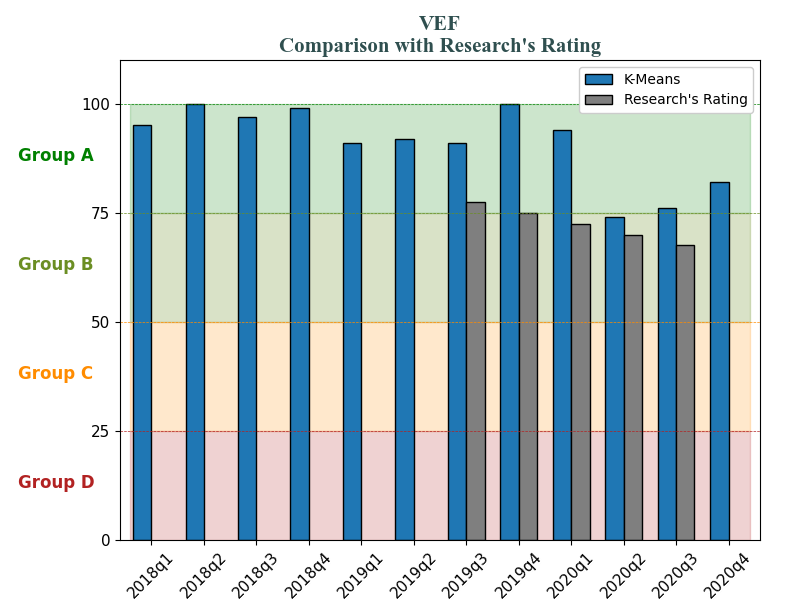 VEF
Comparison with Research's Rating
K-Means
Research's Rating
100
Group A
75
Group B
50
Group C
25
Group D
0
2018q1 2018q2 2018q3 2018q4 2019q1 2019q2 2019q3 2019q4 2020q1 2020q2 2020q3 2020q4